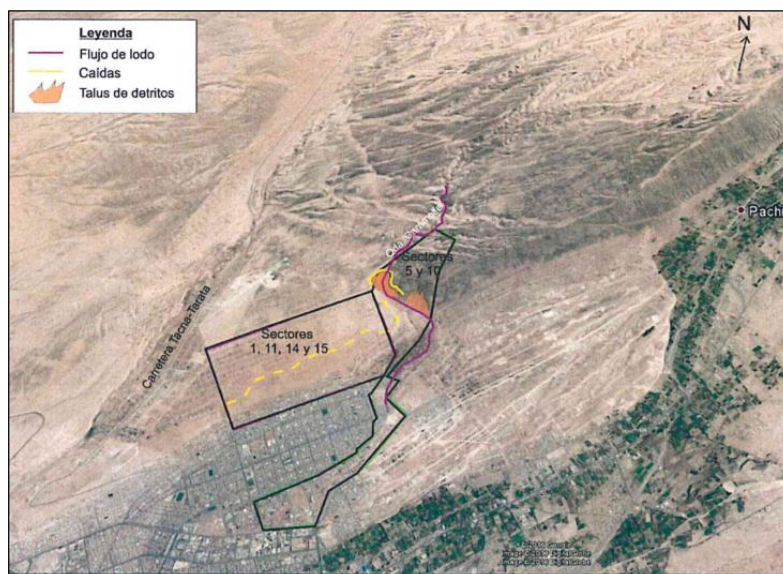 Leyenda
Flujo de lodo
Caídas
Talus de detritos
N
Pachi
Sectores
5 y 10
Sectores
1, 11, 14 y 15
Carretera Tacna-Tarata